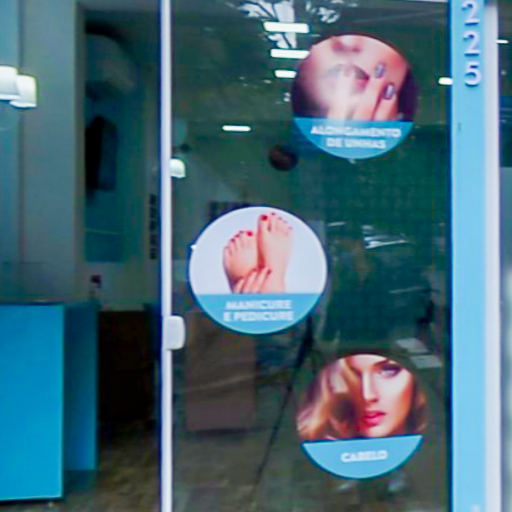 225
ALONGAMENTO
DE UNHAS
MANICURE
E PEDICURE
CABELO